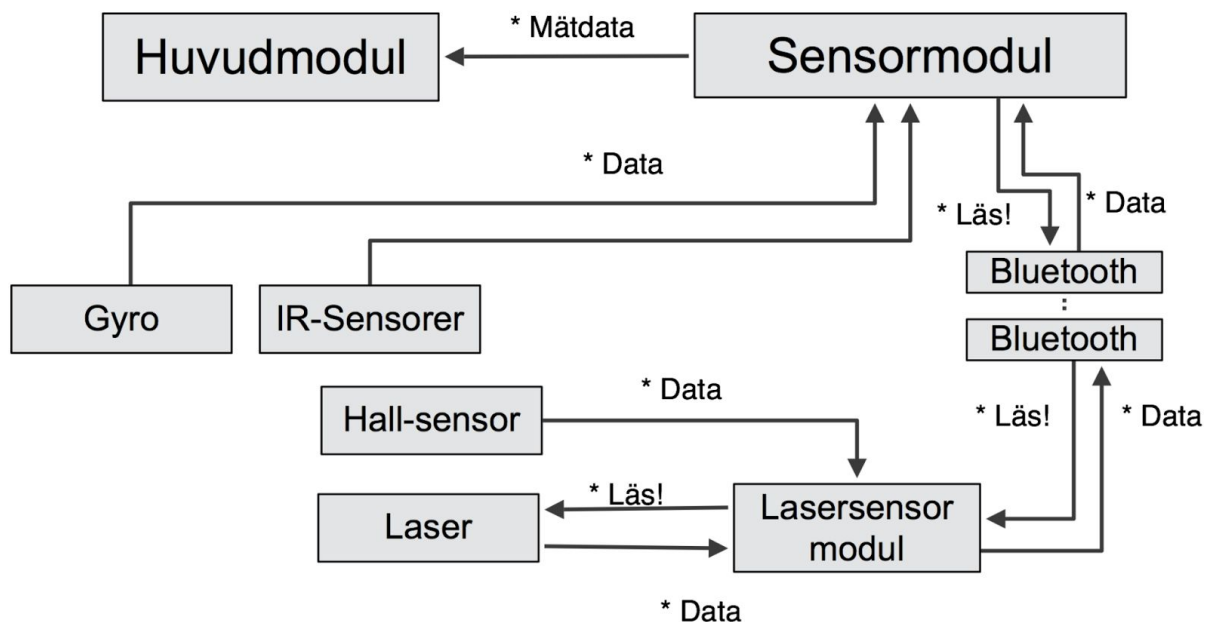 Huvudmodul
* Mätdata
Sensormodul
* Data
* Läs!
* Data
Bluetooth
:
Bluetooth
Gyro
IR-Sensorer
Hall-sensor
* Data
* Läs!
* Data
Laser
* Läs!
Lasersensor
modul
* Data